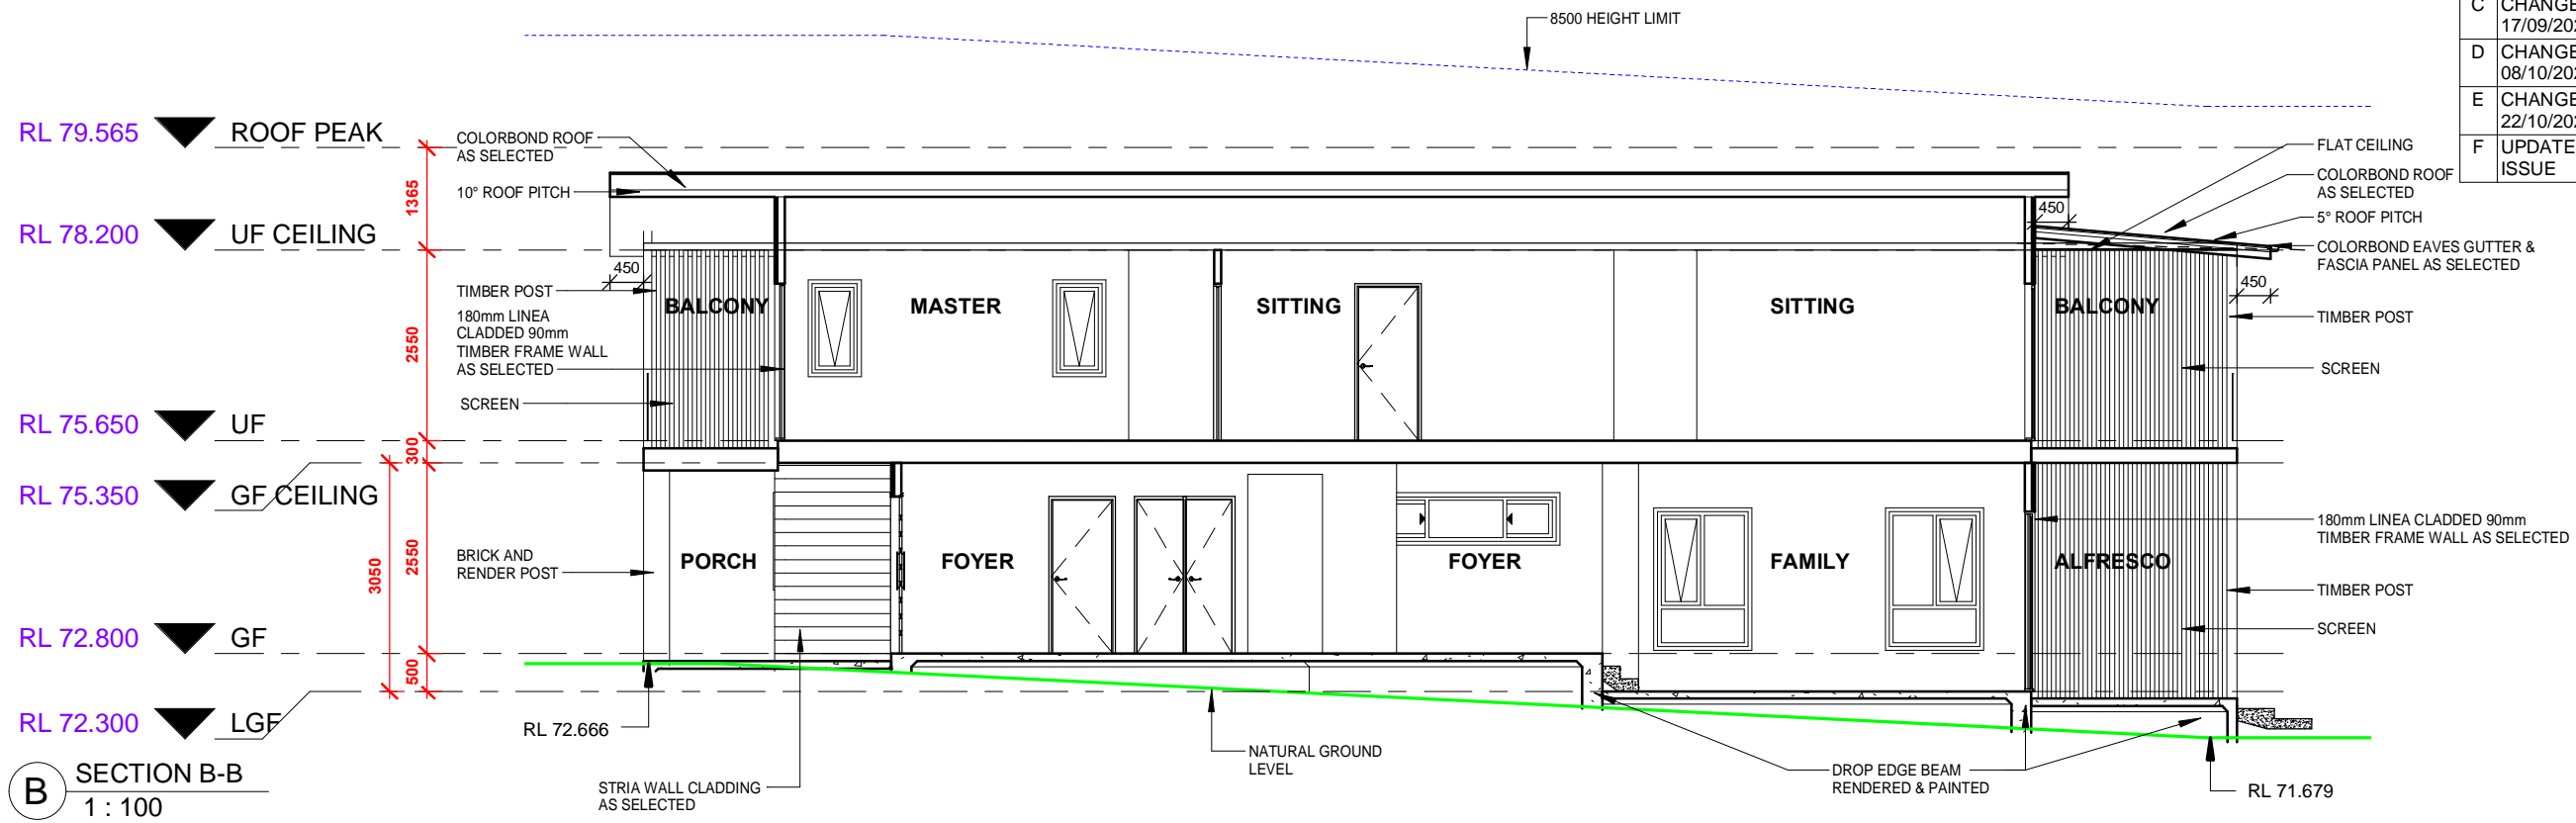 8500 HEIGHT LIMIT
C CHANGE
17/09/202
D CHANGE
08/10/202
E CHANGE
22/10/202
F UPDATE
ISSUE
RL 79.565 ROOF PEAK
RL 78.200 UF CEILING
RL 75.650 UF
RL 75.350 GF CEILING
RL 72.800 GF
RL 72.300 LGF
1365
2550
300
2550
3050
500
COLORBOND ROOF
AS SELECTED
10° ROOF PITCH
450
TIMBER POST
180mm LINEA
CLADDED 90mm
TIMBER FRAME WALL
AS SELECTED
SCREEN
BRICK AND
RENDER POST
BALCONY
MASTER
SITTING
SITTING
BALCONY
PORCH
FOYER
FOYER
FAMILY
ALFRESCO
450
FLAT CEILING
COLORBOND ROOF
AS SELECTED
5° ROOF PITCH
COLORBOND EAVES GUTTER &
FASCIA PANEL AS SELECTED
450
TIMBER POST
SCREEN
180mm LINEA CLADDED 90mm
TIMBER FRAME WALL AS SELECTED
TIMBER POST
SCREEN
RL 72.666
STRIA WALL CLADDING
AS SELECTED
NATURAL GROUND
LEVEL
DROP EDGE BEAM
RENDERED & PAINTED
RL 71.679
B SECTION B-B
1 : 100